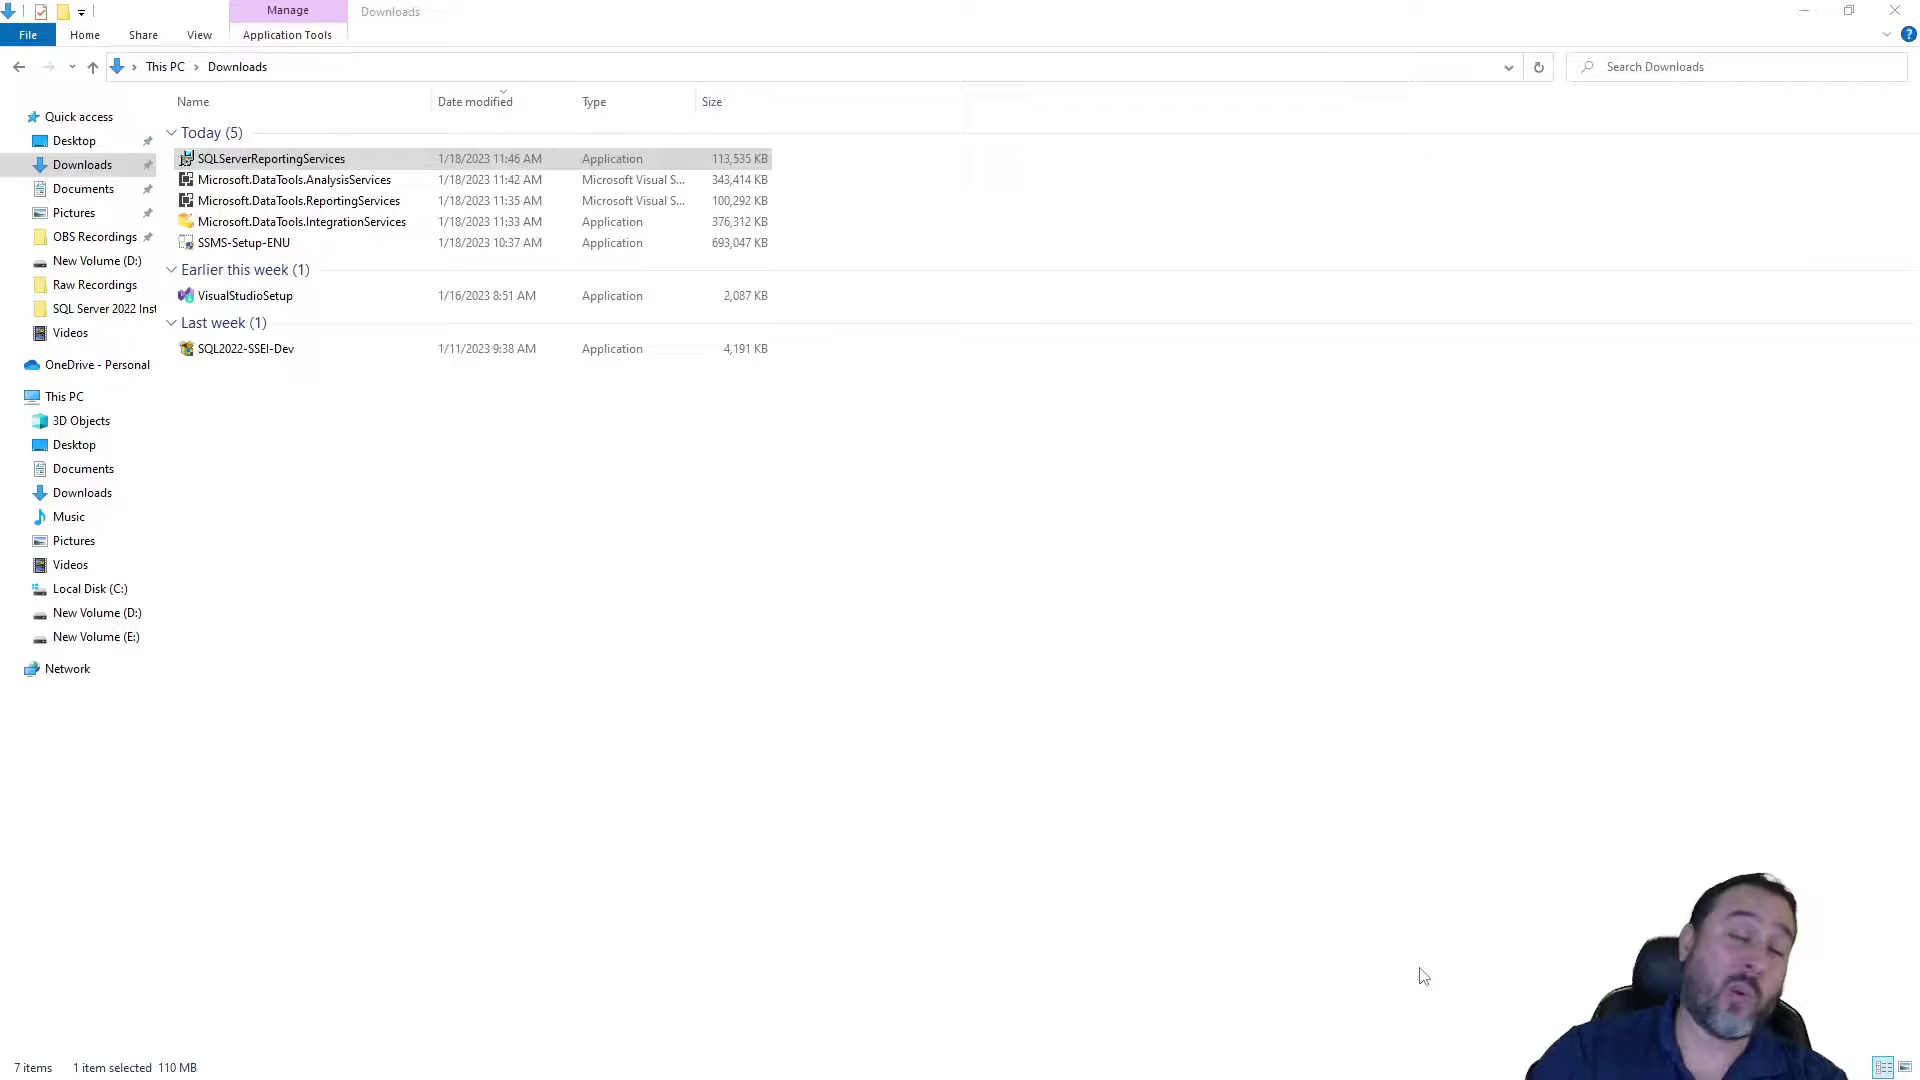 Manage
Downloads
File
Home
Share
View
Application Tools
This PC
Downloads
Search Downloads
Name
Date modified
Type
Size
Today (5)
SQLServerReportingServices 1/18/2023 11:46 AM Application 113,535 KB
Microsoft.DataTools.AnalysisServices 1/18/2023 11:42 AM Microsoft Visual S... 343,414 KB
Microsoft.DataTools.ReportingServices 1/18/2023 11:35 AM Microsoft Visual S... 100,292 KB
Microsoft.DataTools.IntegrationServices 1/18/2023 11:33 AM Application 376,312 KB
SSMS-Setup-ENU 1/18/2023 10:37 AM Application 693,047 KB
Earlier this week (1)
VisualStudioSetup 1/16/2023 8:51 AM Application 2,087 KB
Last week (1)
SQL2022-SSEI-Dev 1/11/2023 9:38 AM Application 4,191 KB
Quick access
Desktop
Downloads
Documents
Pictures
OBS Recordings
New Volume (D:)
Raw Recordings
SQL Server 2022 Inst
Videos
OneDrive - Personal
This PC
3D Objects
Desktop
Documents
Downloads
Music
Pictures
Videos
Local Disk (C:)
New Volume (D:)
New Volume (E:)
Network
7 items
1 item selected 110 MB